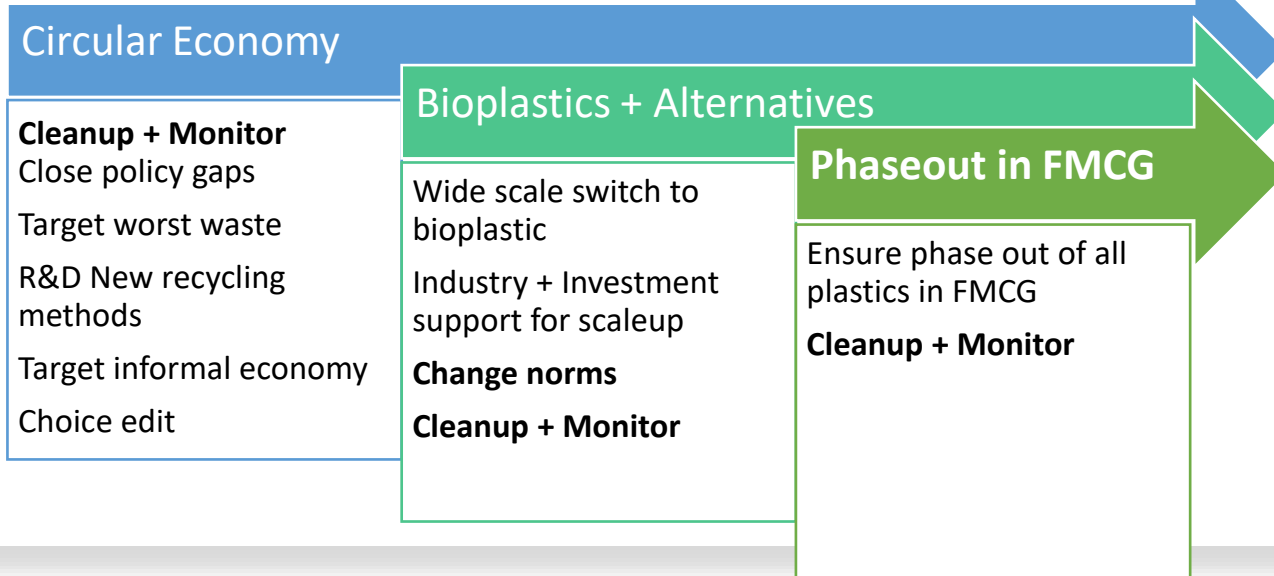 Circular Economy
Cleanup + Monitor
Close policy gaps
Target worst waste
R&D New recycling
methods
Target informal economy
Choice edit
Bioplastics + Alternatives
Wide scale switch to
bioplastic
Industry + Investment
support for scaleup
Change norms
Cleanup + Monitor
Phaseout in FMCG
Ensure phase out of all
plastics in FMCG
Cleanup + Monitor